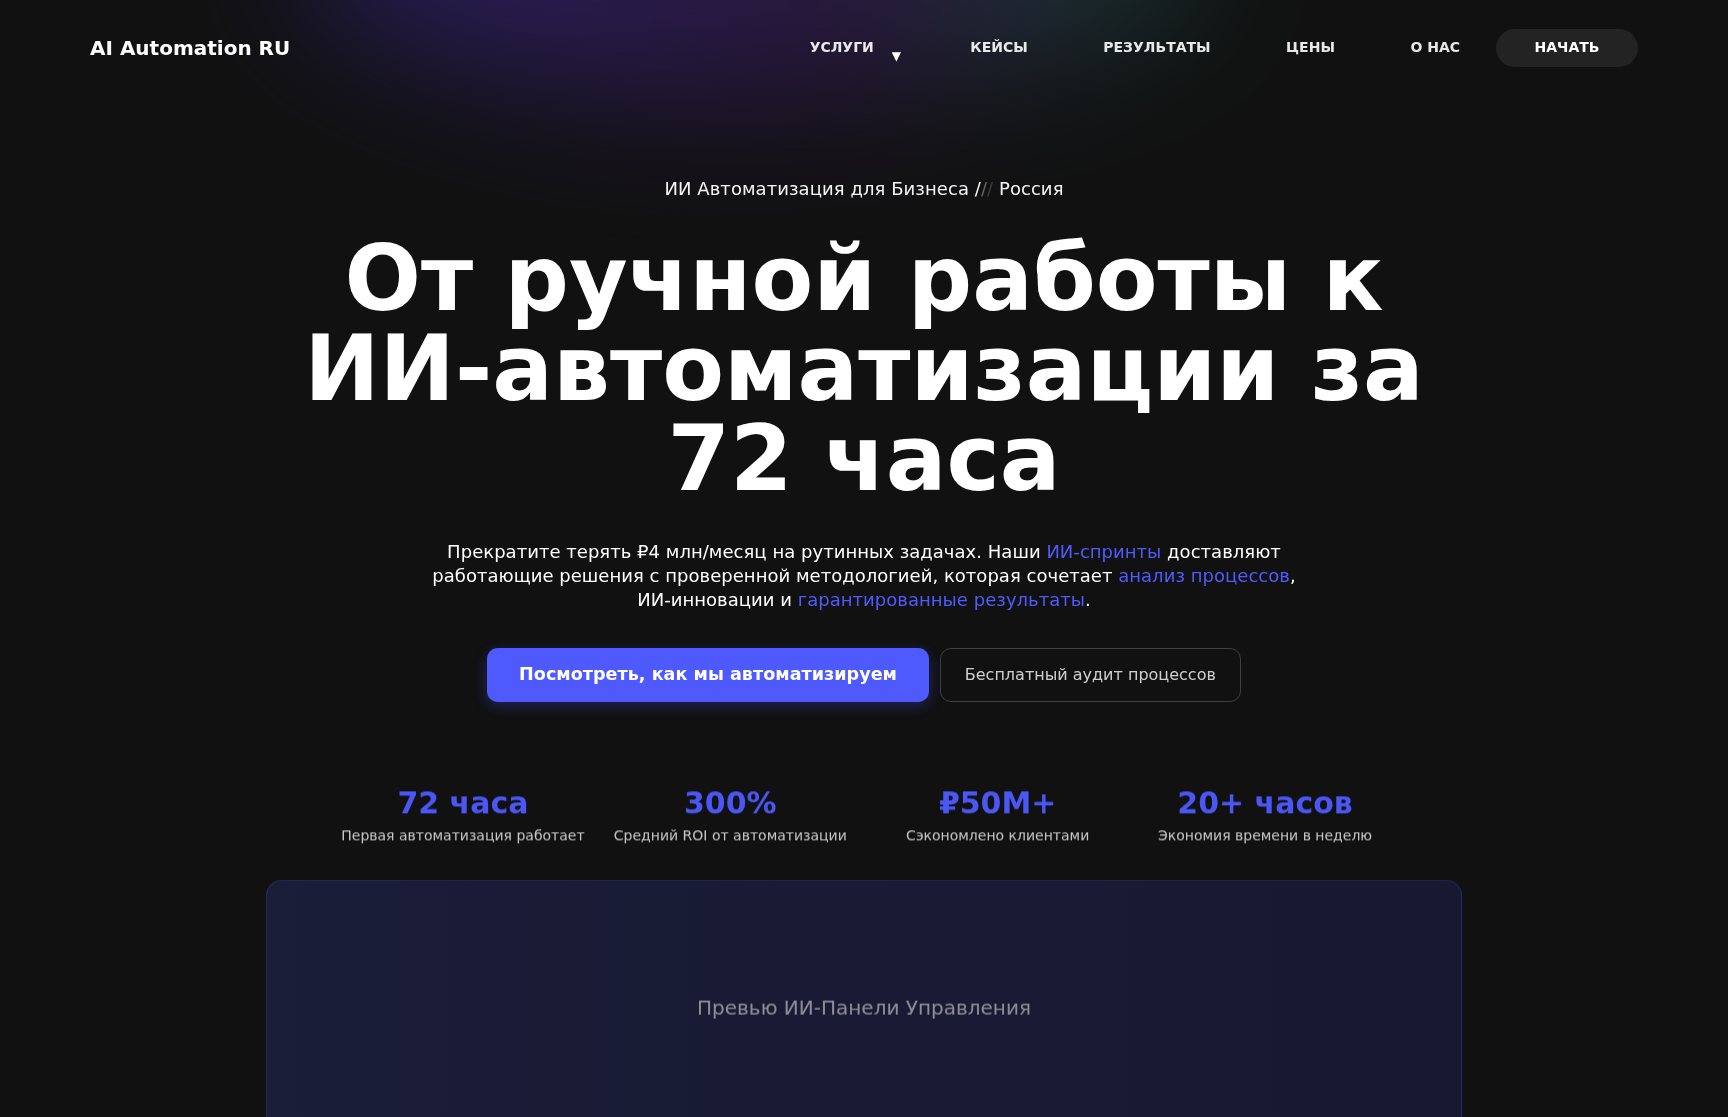 AI Automation RU
УСЛУГИ ▼ КЕЙСЫ РЕЗУЛЬТАТЫ ЦЕНЫ О НАС НАЧАТЬ
ИИ Автоматизация для Бизнеса /// Россия
От ручной работы к
ИИ-автоматизации за
72 часа
Прекратите терять ₽4 млн/месяц на рутинных задачах. Наши ИИ-спринты доставляют
работающие решения с проверенной методологией, которая сочетает анализ процессов,
ИИ-инновации и гарантированные результаты.
Посмотреть, как мы автоматизируем
Бесплатный аудит процессов
72 часа
Первая автоматизация работает
300%
Средний ROI от автоматизации
₽50М+
Сэкономлено клиентами
20+ часов
Экономия времени в неделю
Превью ИИ-Панели Управления